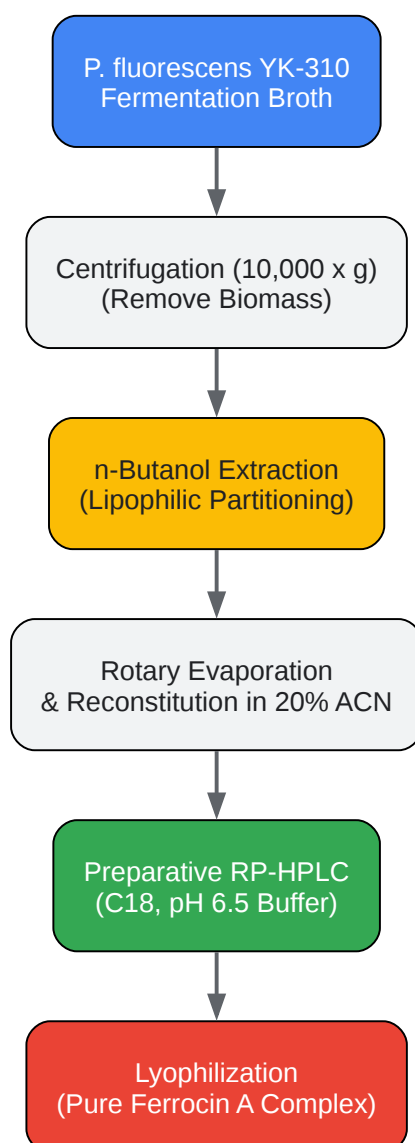 P. fluorescens YK-310
Fermentation Broth
Centrifugation (10,000 x g)
(Remove Biomass)
n-Butanol Extraction
(Lipophilic Partitioning)
Rotary Evaporation
& Reconstitution in 20% ACN
Preparative RP-HPLC
(C18, pH 6.5 Buffer)
Lyophilization
(Pure Ferrocin A Complex)